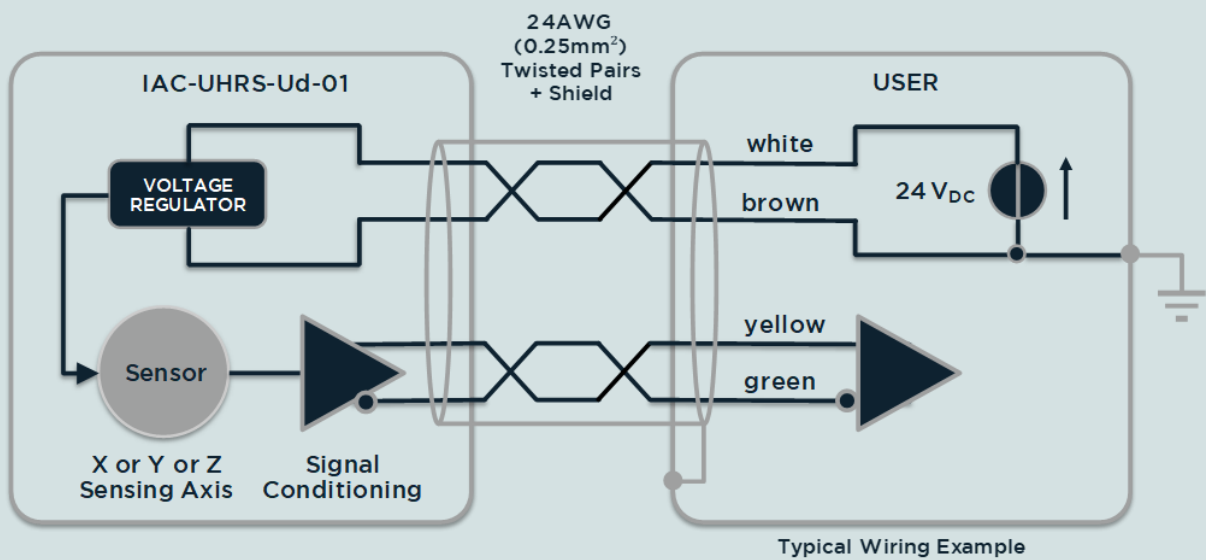 24AWG
(0.25mm²)
Twisted Pairs
+ Shield
IAC-UHRS-Ud-01
USER
VOLTAGE
REGULATOR
white
brown
24 VDC
Sensor
yellow
green
X or Y or Z
Sensing Axis
Signal
Conditioning
Typical Wiring Example